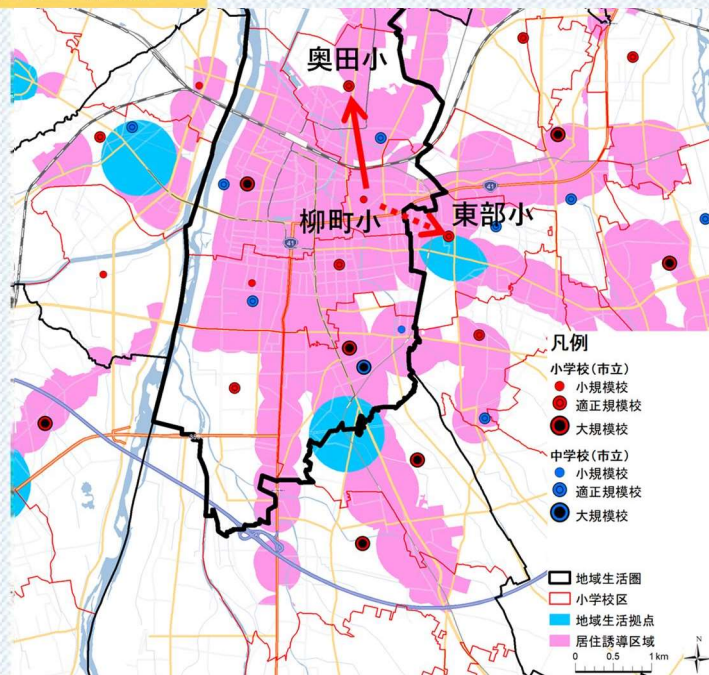 奥田小
柳町小
東部小
41
41
凡例
小学校(市立)
小規模校
適正規模校
大規模校
中学校(市立)
小規模校
適正規模校
大規模校
地域生活圏
小学校区
地域生活拠点
居住誘導区域
0 0.5 1km
N